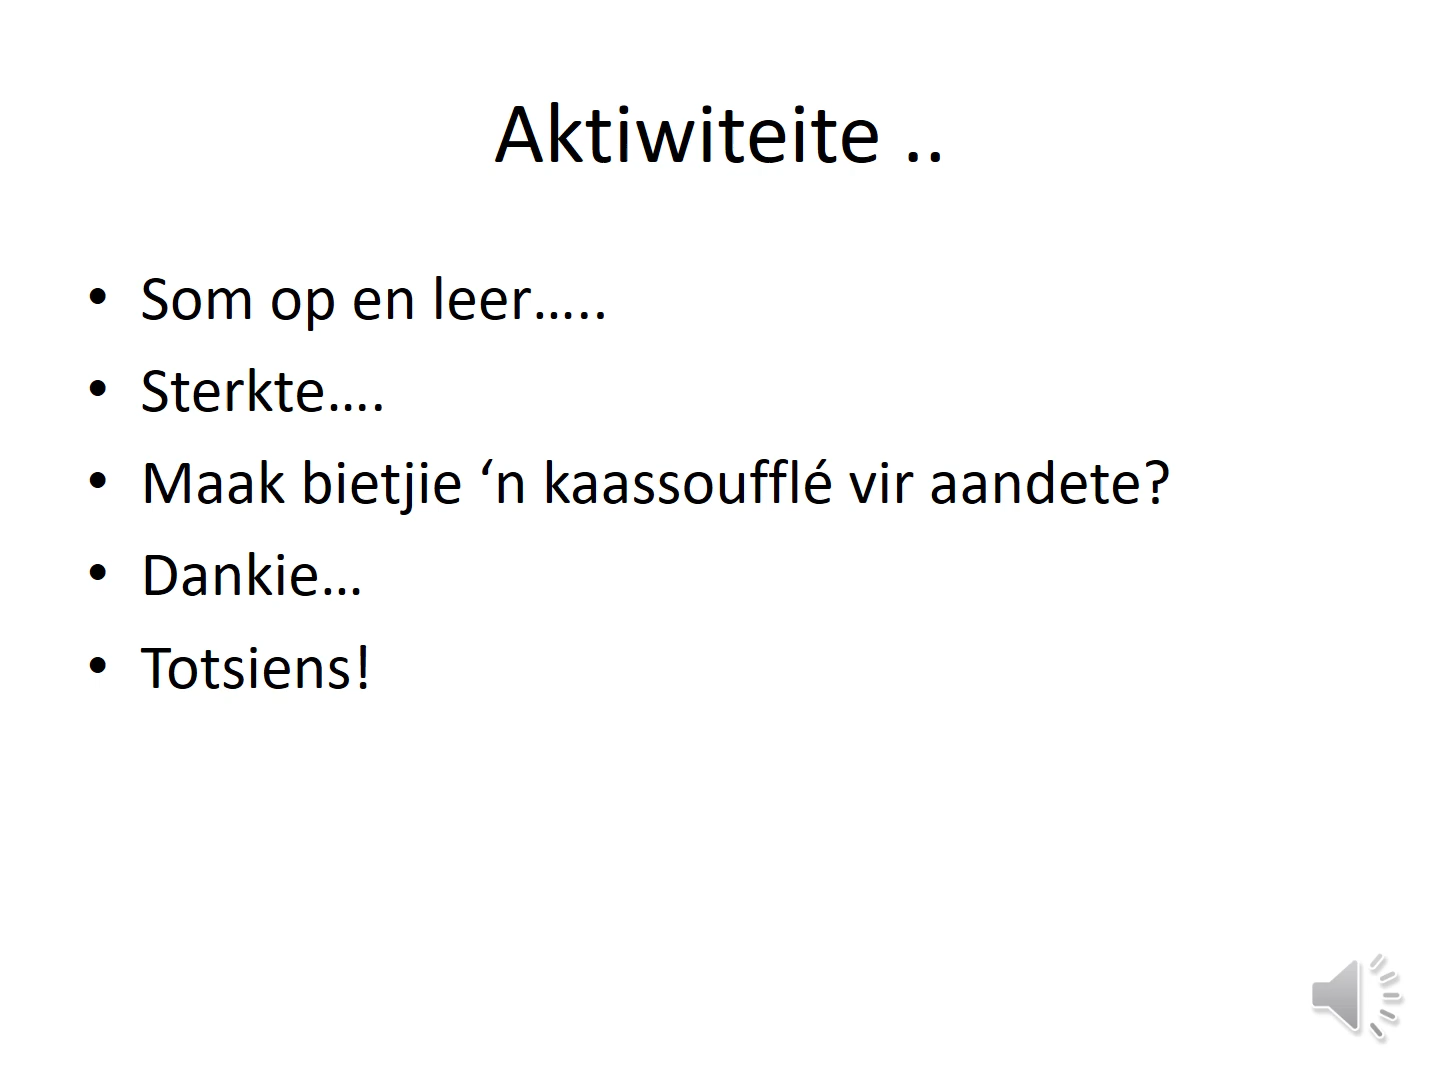 Aktiwiteite ..
• Som op en leer…..
• Sterkte….
• Maak bietjie ‘n kaassoufflé vir aandete?
• Dankie…
• Totsiens!